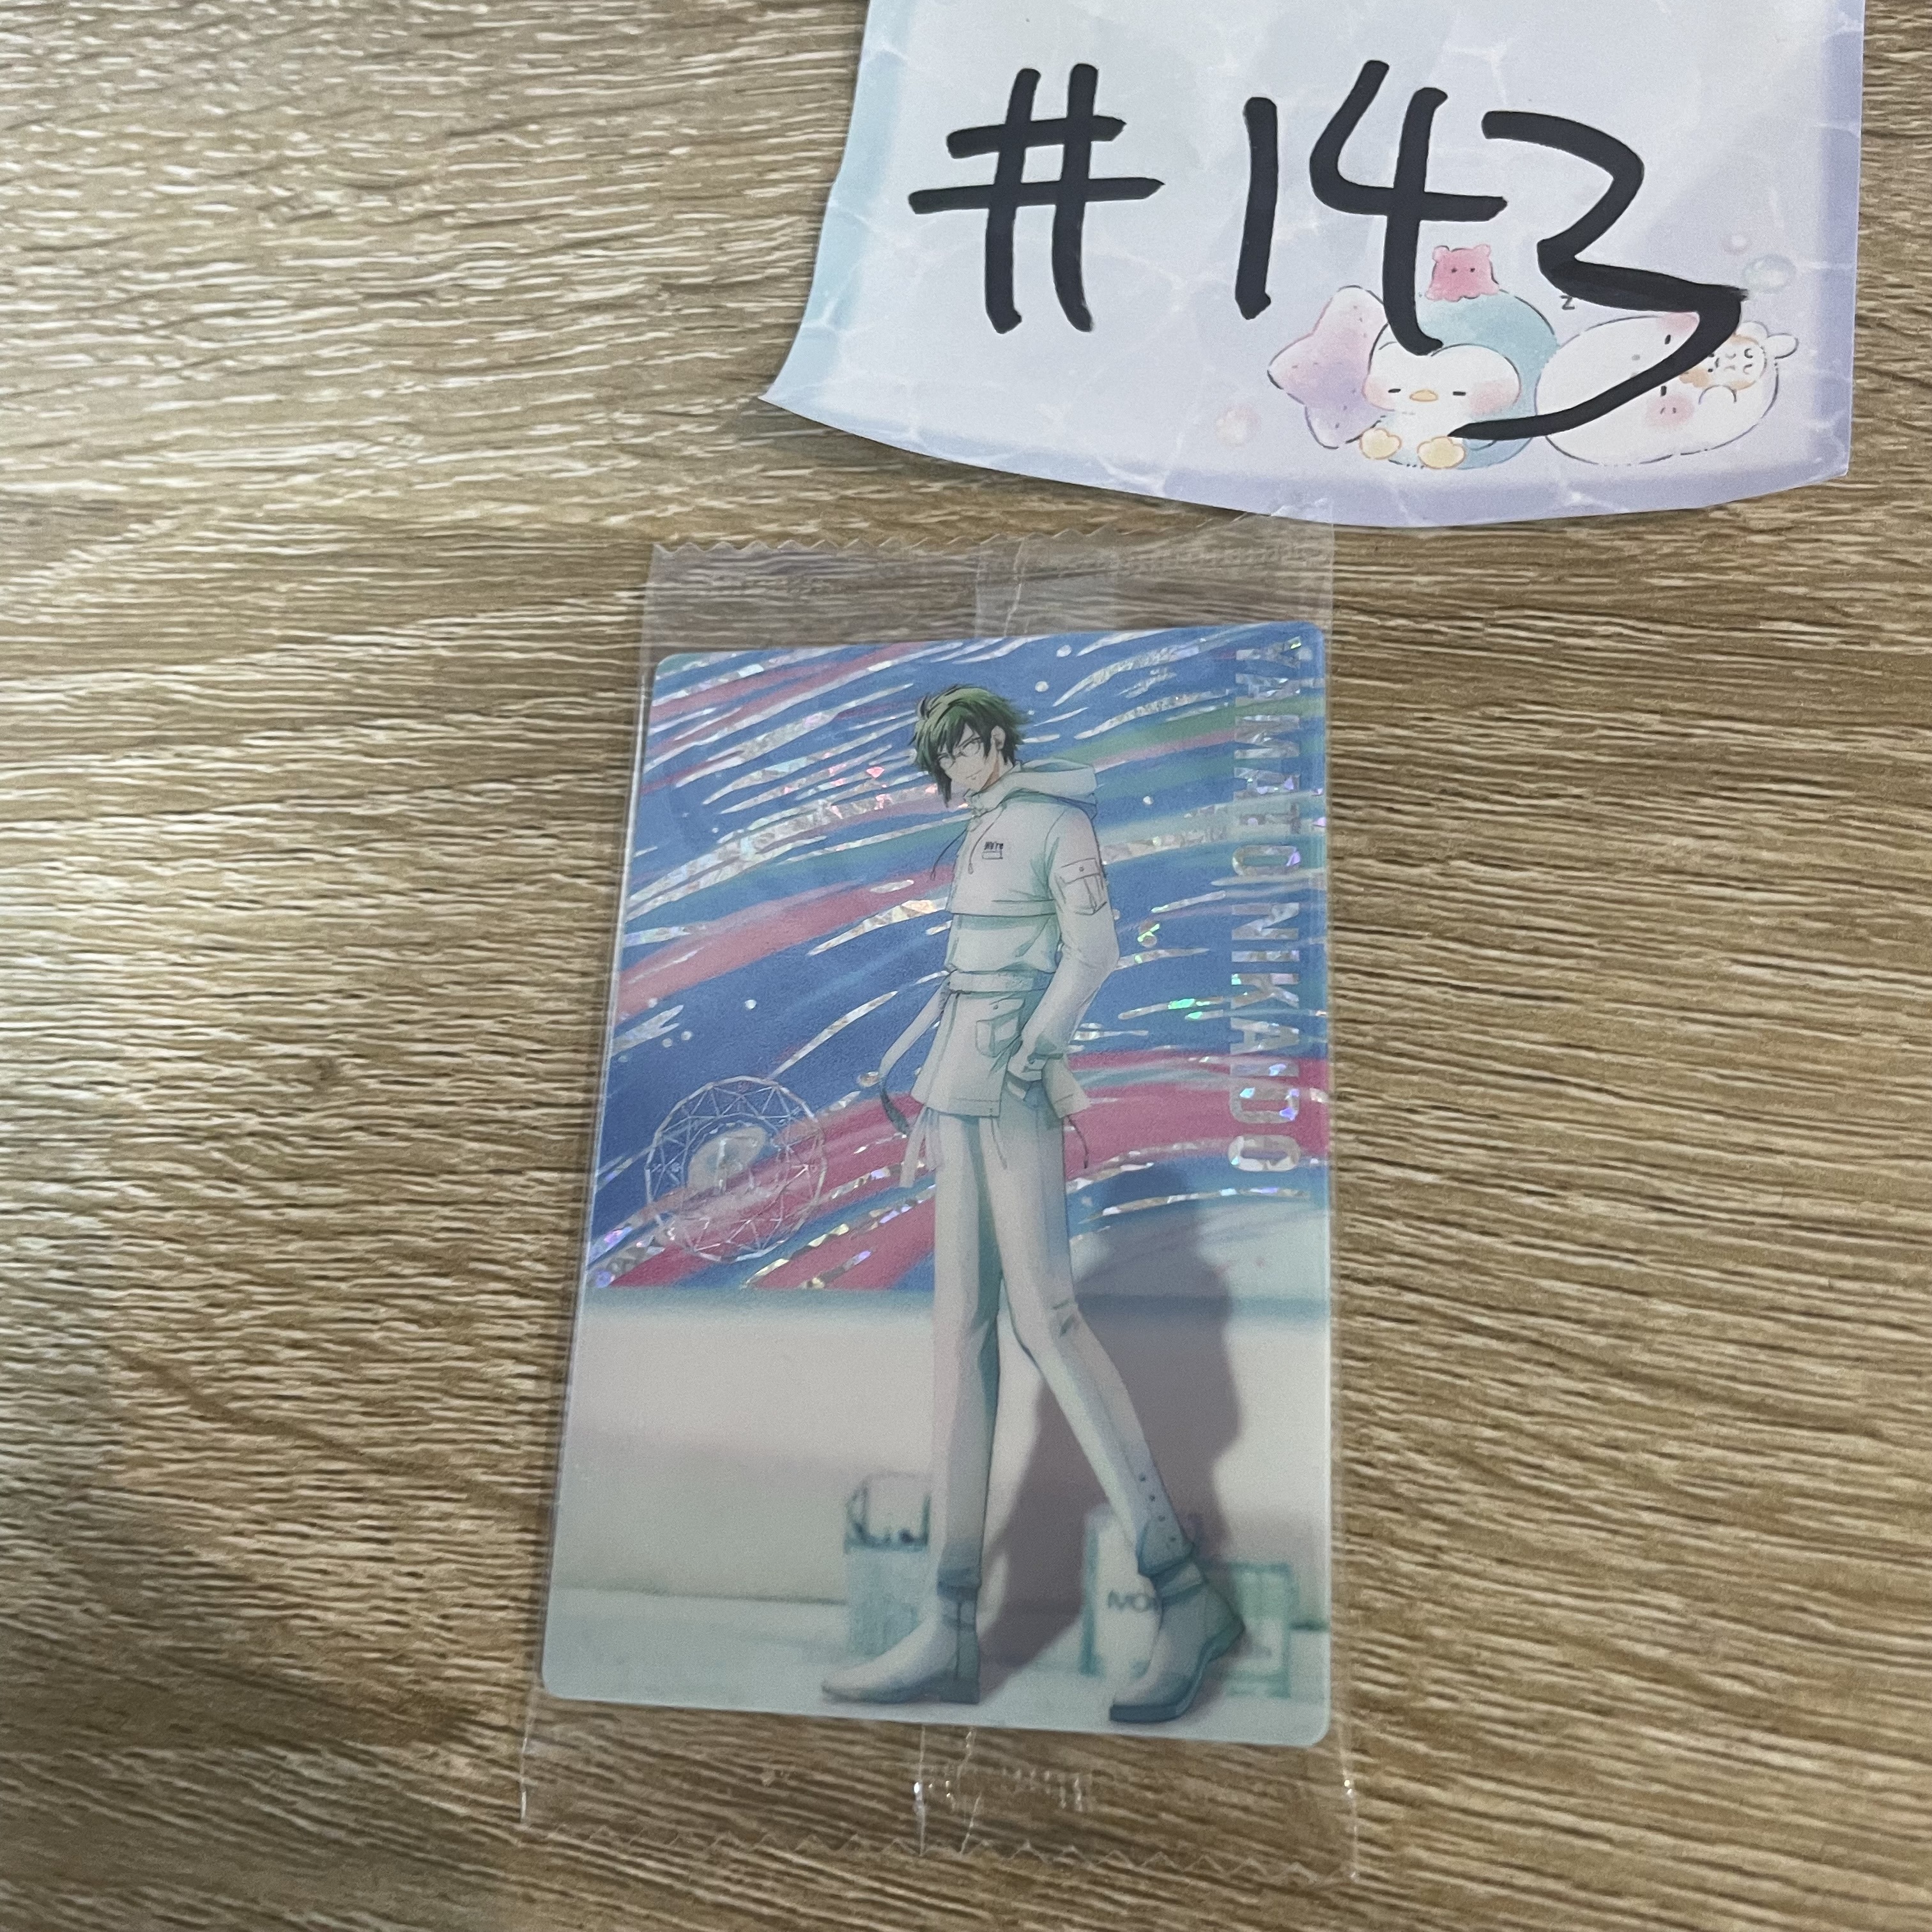 #143
z
YAMATO NIKAIDO